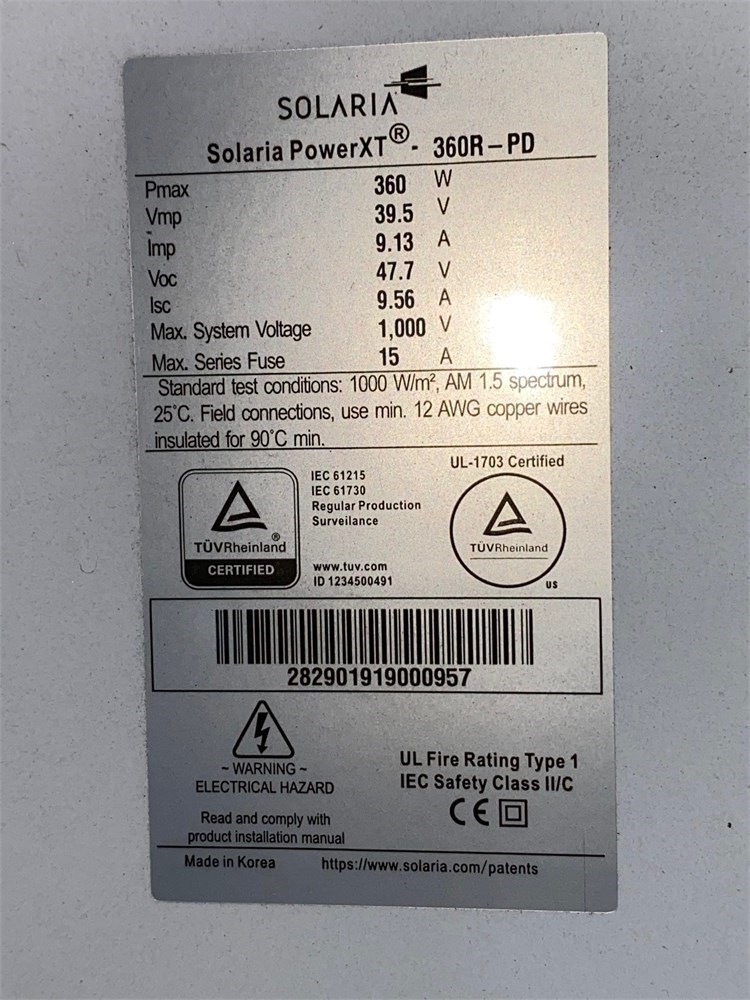 SOLARIA
Solaria PowerXT®- 360R-PD
Pmax 360 W
Vmp 39.5 V
Imp 9.13 A
Voc 47.7 V
Isc 9.56 A
Max. System Voltage 1,000 V
Max. Series Fuse 15 A
Standard test conditions: 1000 W/m², AM 1.5 spectrum,
25°C. Field connections, use min. 12 AWG copper wires
insulated for 90°C min.
IEC 61215
IEC 61730
Regular Production
Surveilance
TÜVRheinland®
CERTIFIED
www.tuv.com
ID 1234500491
UL-1703 Certified
TÜVRheinland
US
282901919000957
~ WARNING ~
ELECTRICAL HAZARD
Read and comply with
product installation manual
UL Fire Rating Type 1
IEC Safety Class II/C
CE
Made in Korea https://www.solaria.com/patents